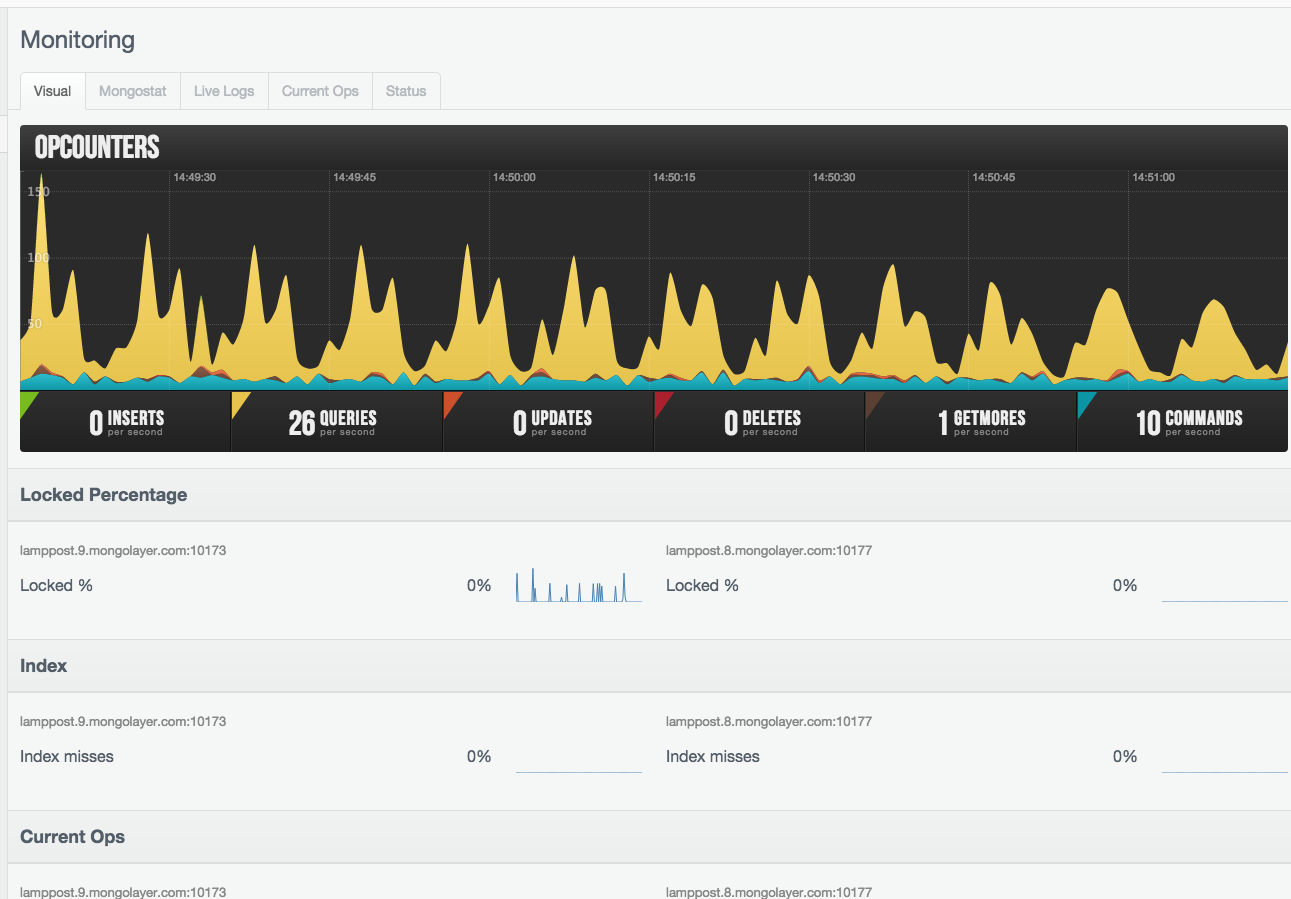 Monitoring
Visual Mongostat Live Logs Current Ops Status
OPCOUNTERS
14:49:30 14:49:45 14:50:00 14:50:15 14:50:30 14:50:45 14:51:00
150
100
50
0 INSERTS per second 26 QUERIES per second 0 UPDATES per second 0 DELETES per second 1 GETMORES per second 10 COMMANDS per second
Locked Percentage
lamppost.9.mongolayer.com:10173 lamppost.8.mongolayer.com:10177
Locked % 0% Locked % 0%
Index
lamppost.9.mongolayer.com:10173 lamppost.8.mongolayer.com:10177
Index misses 0% Index misses 0%
Current Ops
lamppost.9.mongolayer.com:10173 lamppost.8.mongolayer.com:10177